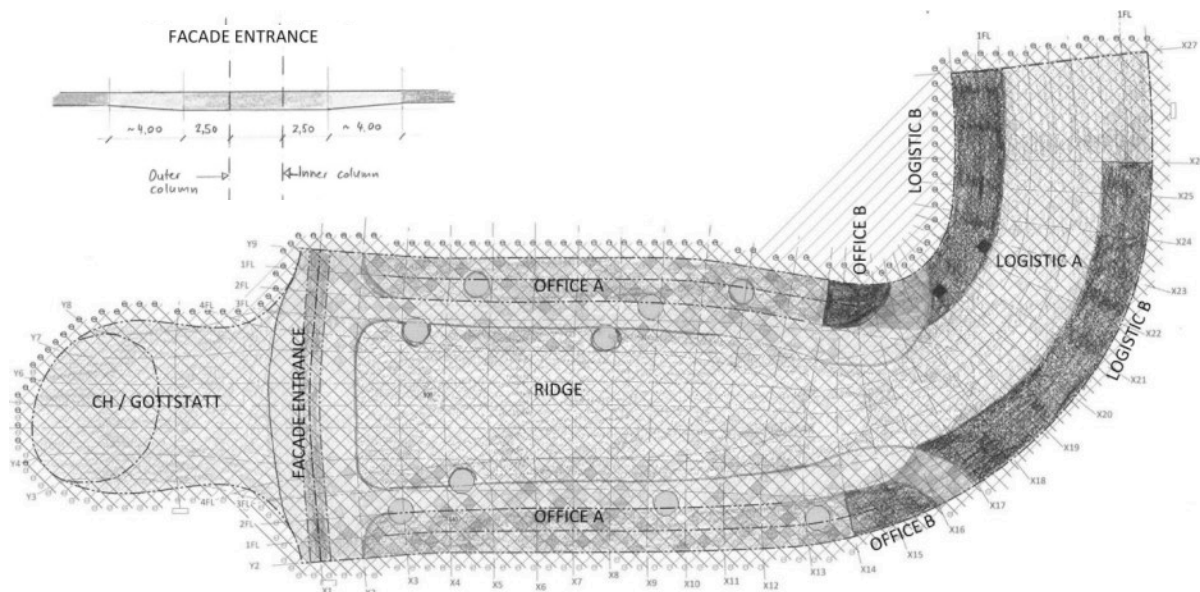 FACADE ENTRANCE
~4.00 2,50 2,50 ~4.00
Outer column
Inner column
1FL
1FL
X27
LOGISTIC B
OFFICE B
LOGISTIC A
X25
X24
X23
X22
X21
X20
X19
X18
X17
X16
X15
X14
X13
X12
X11
X10
X9
X8
X7
X6
X5
X4
X3
X1
LOGISTIC B
OFFICE B
Y9
1FL
2FL
3FL
4FL
Y8
Y7
Y6
Y4
Y3
4FL
3FL
2FL
1FL
Y2
OFFICE A
RIDGE
OFFICE A
FACADE ENTRANCE
CH / GOTTSTATT